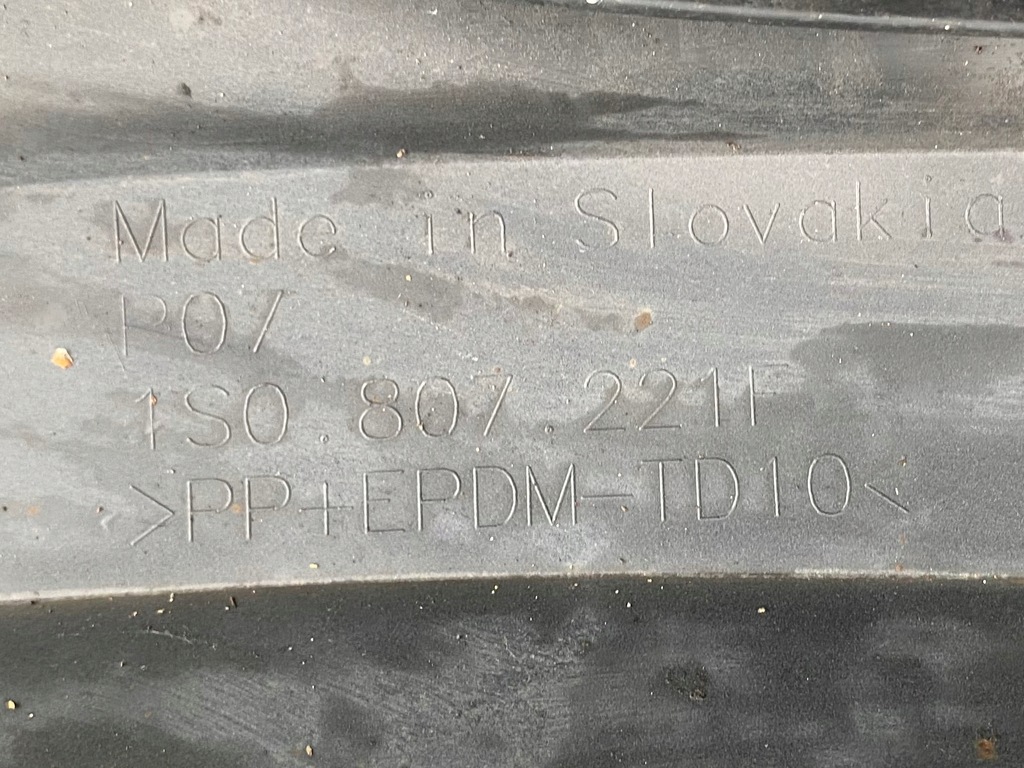 Made in Slovakia
P07
1S0.807.221F
>PP+EPDM-TD10<